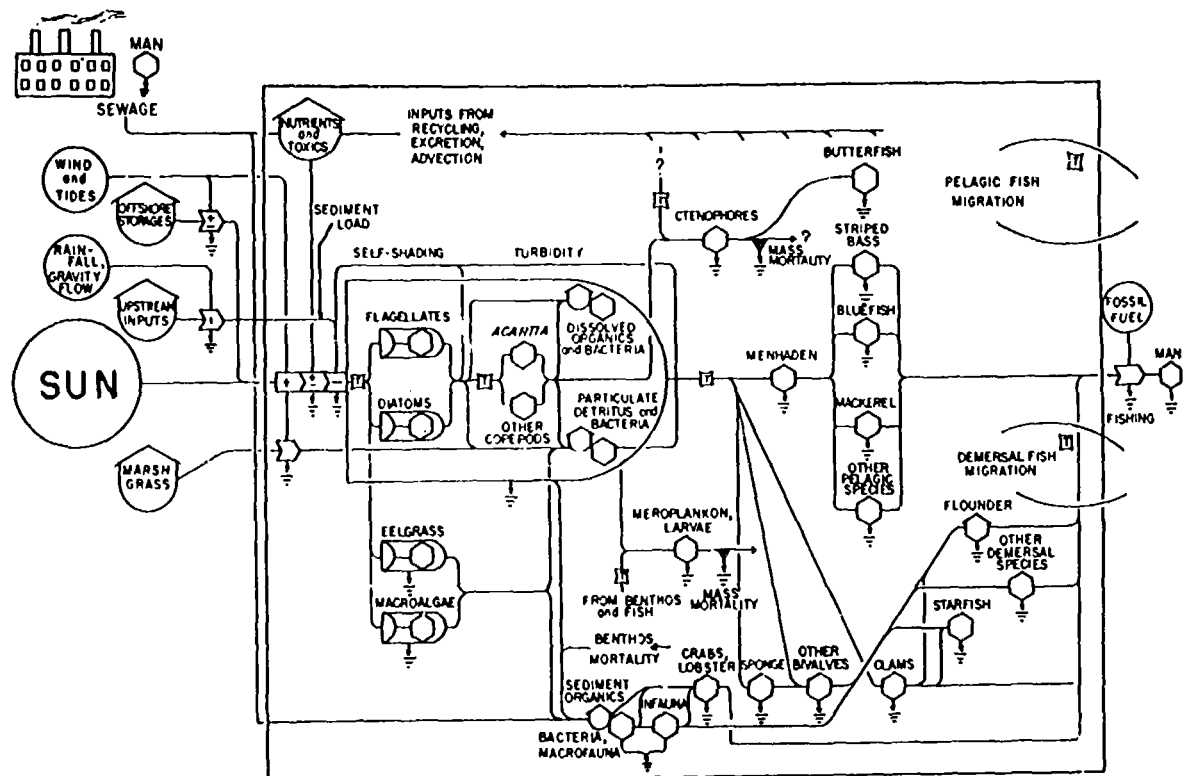 MAN
SEWAGE
NUTRIENTS
and
TOXICS
INPUTS FROM
RECYCLING,
EXCRETION,
ADVECTION
WIND
and
TIDES
OFFSHORE
STORAGES
RAIN-
FALL,
GRAVITY
FLOW
UPSTREAM
INPUTS
SEDIMENT
LOAD
SUN
MARSH
GRASS
SELF-SHADING
TURBIDITY
FLAGELLATES
DIATOMS
ACARTIA
OTHER
COPEPODS
DISSOLVED
ORGANICS
and BACTERIA
PARTICULATE
DETRITUS and
BACTERIA
?
CTENOPHORES
?
MASS
MORTALITY
BUTTERFISH
STRIPED
BASS
BLUEFISH
MENHADEN
MACKEREL
OTHER
PELAGIC
SPECIES
PELAGIC FISH
MIGRATION
FOSSIL
FUEL
MAN
FISHING
DEMERSAL FISH
MIGRATION
FLOUNDER
OTHER
DEMERSAL
SPECIES
STARFISH
EELGRASS
MACROALGAE
MEROPLANKON,
LARVAE
MASS
MORTALITY
FROM BENTHOS
and FISH
BENTHOS
MORTALITY
CRABS,
LOBSTER
SPONGE
OTHER
BIVALVES
CLAMS
SEDIMENT
ORGANICS
INFAUNA
BACTERIA,
MACROFAUNA